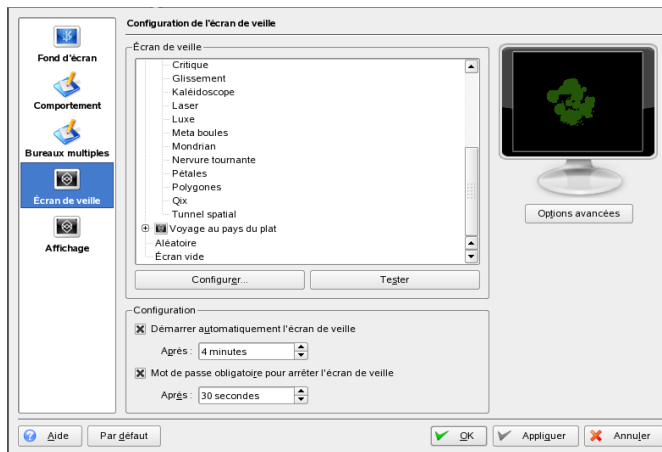 Configuration de l'écran de veille
Fond d'écran
Comportement
Bureaux multiples
Écran de veille
Affichage
Écran de veille
Critique
Glissement
Kaléidoscope
Laser
Luxe
Meta boules
Mondrian
Nervure tournante
Pétales
Polygones
Qix
Tunnel spatial
Voyage au pays du plat
Aléatoire
Écran vide
Configurer...
Tester
Options avancées
Configuration
Démarrer automatiquement l'écran de veille
Après : 4 minutes
Mot de passe obligatoire pour arrêter l'écran de veille
Après : 30 secondes
Aide
Par défaut
OK
Appliquer
Annuler